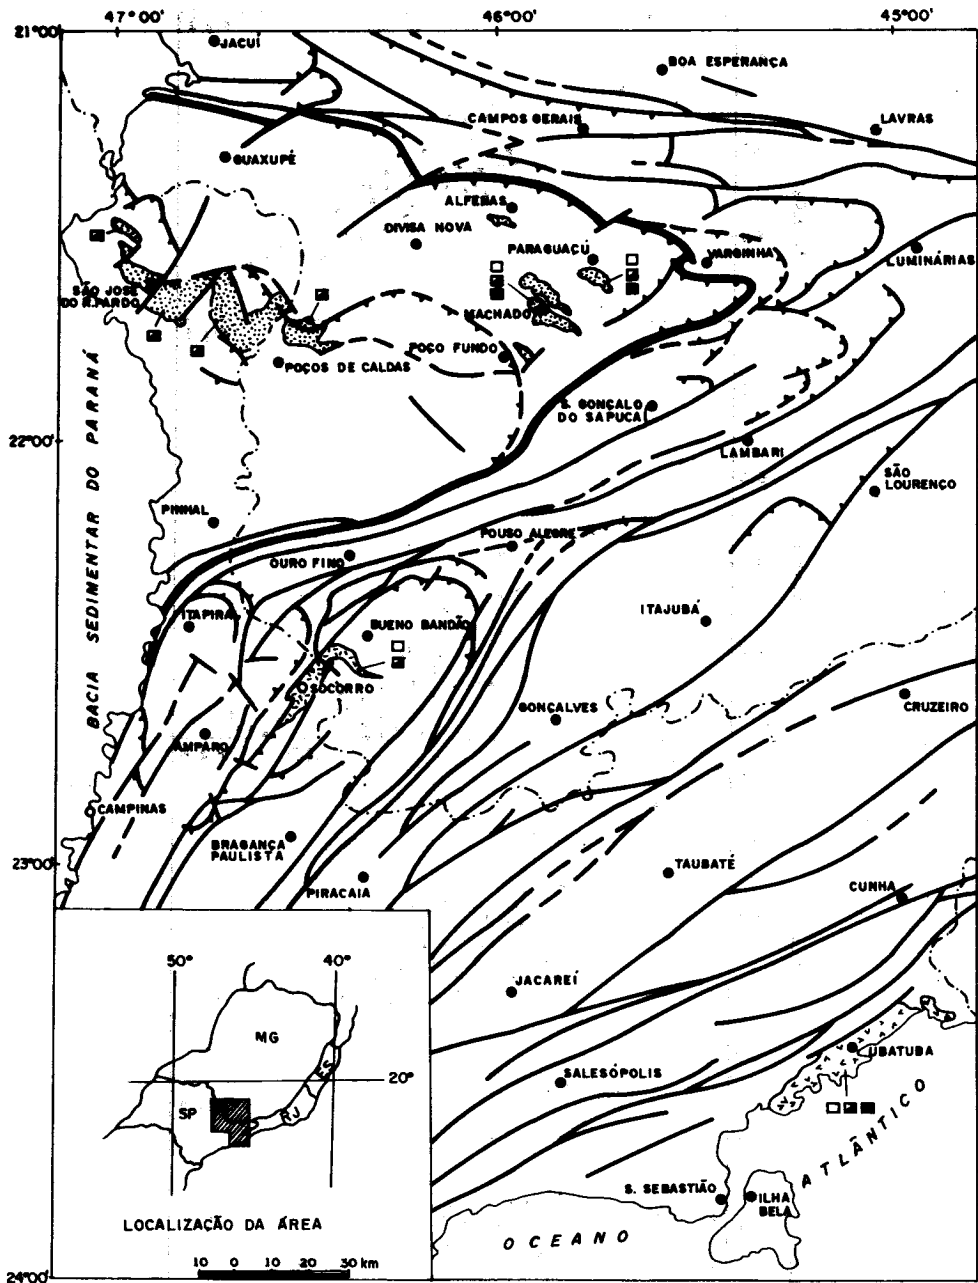 47°00'
46°00'
45°00'
21°00'
JACUÍ
BOA ESPERANÇA
CAMPOS GERAIS
LAVRAS
GUAXUPÉ
ALFENAS
DIVISA NOVA
PARAGUAÇÚ
VARGINHA
LUMINÁRIAS
SÃO JOSÉ
DO R. PARDO
MACHADO
POÇO FUNDO
POÇOS DE CALDAS
S. GONÇALO
DO SAPUCA
22°00'
LAMBARI
SÃO
LOURENÇO
BACIA SEDIMENTAR DO PARANÁ
PINHAL
POUSO ALEGRE
OURO FINO
ITAPIRA
BUENO BANDÃO
ITAJUBÁ
SOCORRO
GONÇALVES
CRUZEIRO
AMPARO
CAMPINAS
BRAGANÇA
PAULISTA
23°00'
PIRACAIA
TAUBATÉ
CUNHA
JACAREÍ
UBATUBA
SALESÓPOLIS
S. SEBASTIÃO
ILHA
BELA
OCEANO
ATLÂNTICO
50°
40°
MG
ES
20°
SP
RJ
LOCALIZAÇÃO DA ÁREA
10 0 10 20 30 km
24°00'